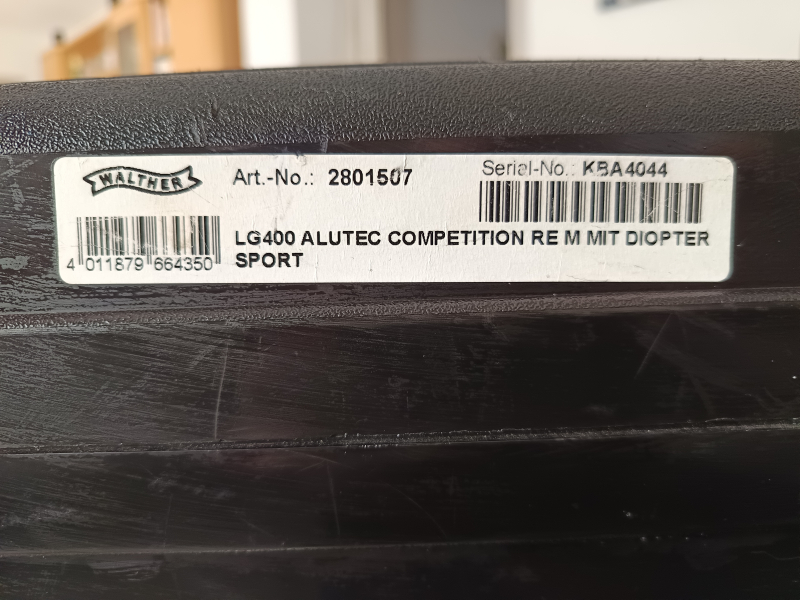 WALTHER
Art.-No.: 2801507
Serial-No.: KBA4044
4 011879 664350
LG400 ALUTEC COMPETITION RE M MIT DIOPTER
SPORT